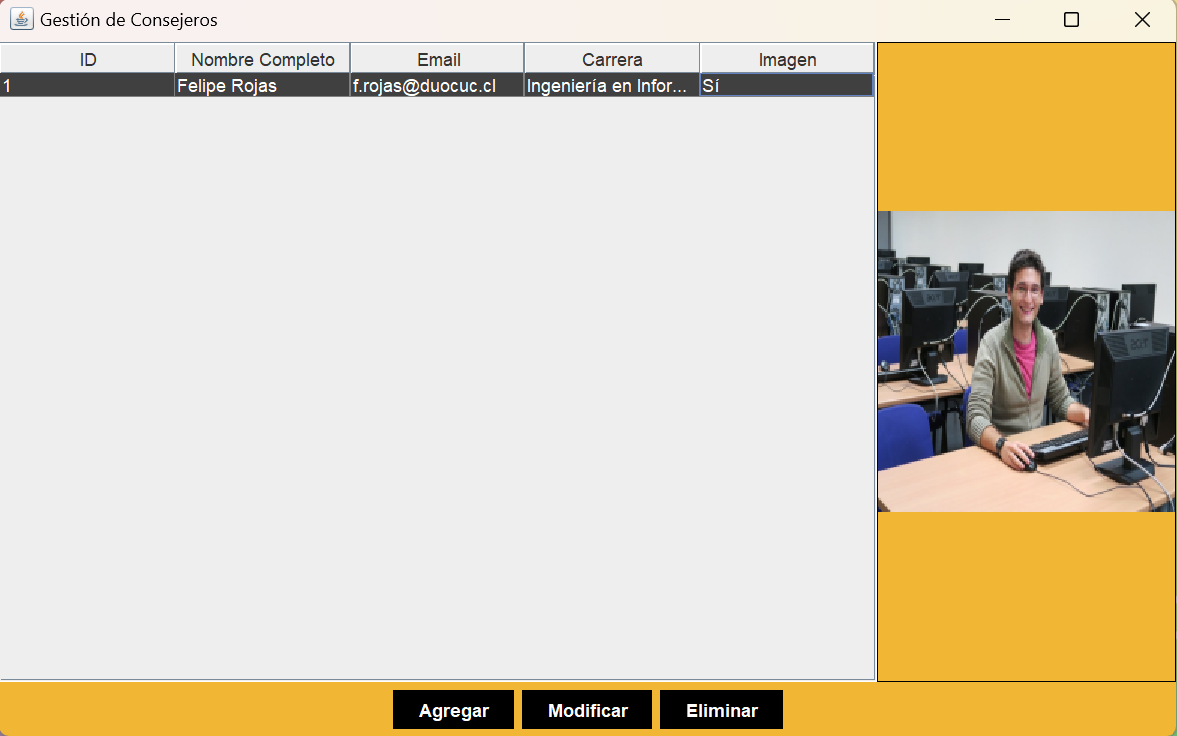 Gestión de Consejeros
ID Nombre Completo Email Carrera Imagen
1 Felipe Rojas f.rojas@duocuc.cl Ingeniería en Infor... Sí
Agregar Modificar Eliminar